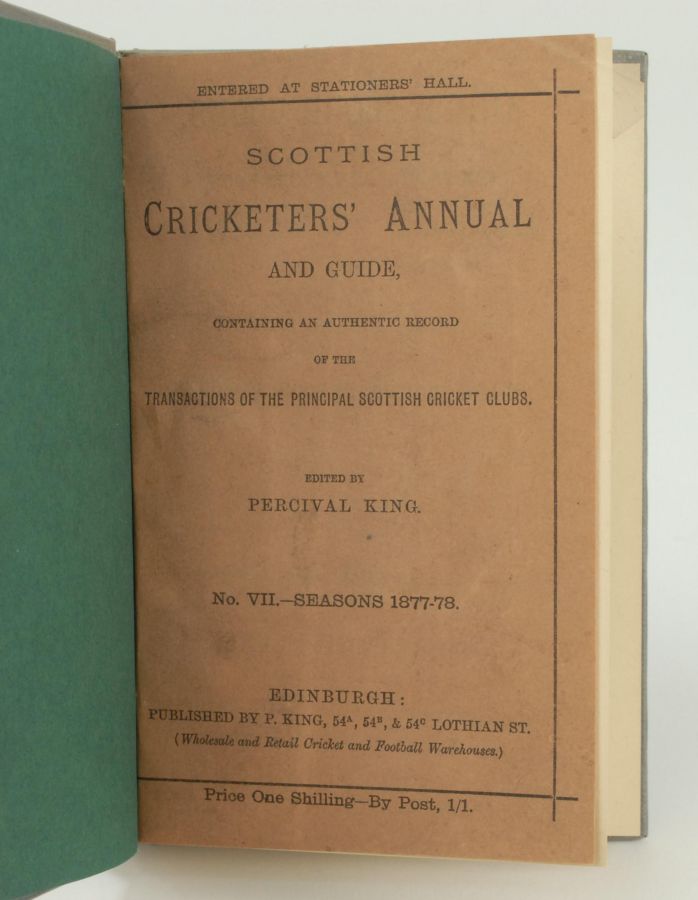 ENTERED AT STATIONERS' HALL.
SCOTTISH
CRICKETERS' ANNUAL
AND GUIDE,
CONTAINING AN AUTHENTIC RECORD
OF THE
TRANSACTIONS OF THE PRINCIPAL SCOTTISH CRICKET CLUBS.
EDITED BY
PERCIVAL KING.
No. VII.—SEASONS 1877-78.
EDINBURGH:
PUBLISHED BY P. KING, 54A, 54B, & 54C LOTHIAN ST.
(Wholesale and Retail Cricket and Football Warehouses.)
Price One Shilling—By Post, 1/1.